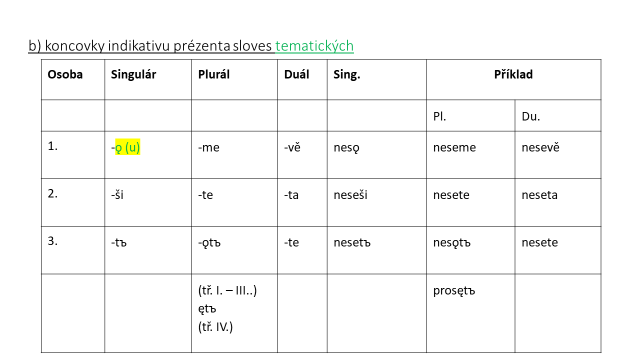 b) koncovky indikativu prézenta sloves tematických
Osoba Singulár Plurál Duál Sing. Příklad
Pl. Du.
1. -ǫ (u) -me -vě nesǫ neseme nesevě
2. -ši -te -ta neseši nesete neseta
3. -tъ -ǫtъ -te nesetъ nesǫtъ nesete
(tř. I. – III..) prosętъ
ętъ
(tř. IV.)